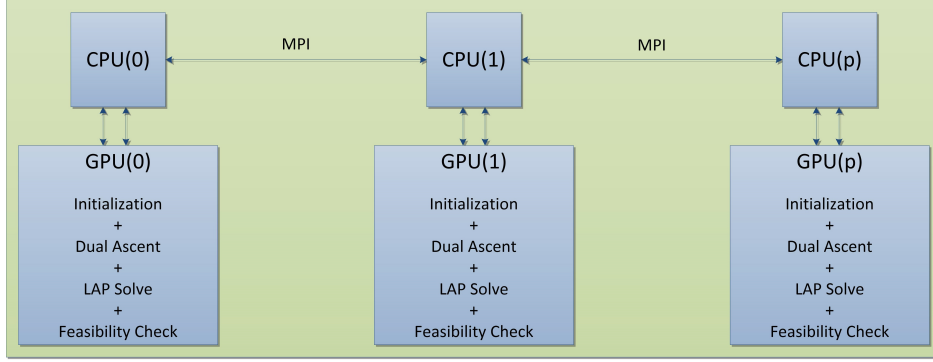 CPU(0)
MPI
CPU(1)
MPI
CPU(p)
GPU(0)
Initialization
+
Dual Ascent
+
LAP Solve
+
Feasibility Check
GPU(1)
Initialization
+
Dual Ascent
+
LAP Solve
+
Feasibility Check
GPU(p)
Initialization
+
Dual Ascent
+
LAP Solve
+
Feasibility Check